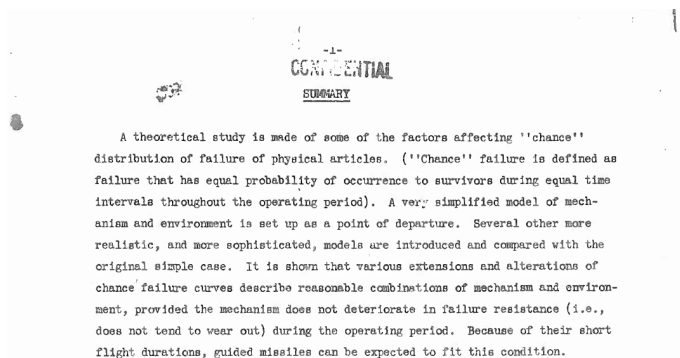 -1-
CONFIDENTIAL
SUMMARY
A theoretical study is made of some of the factors affecting ''chance''
distribution of failure of physical articles. (''Chance'' failure is defined as
failure that has equal probability of occurrence to survivors during equal time
intervals throughout the operating period). A very simplified model of mech-
anism and environment is set up as a point of departure. Several other more
realistic, and more sophisticated, models are introduced and compared with the
original simple case. It is shown that various extensions and alterations of
chance failure curves describe reasonable combinations of mechanism and environ-
ment, provided the mechanism does not deteriorate in failure resistance (i.e.,
does not tend to wear out) during the operating period. Because of their short
flight durations, guided missiles can be expected to fit this condition.